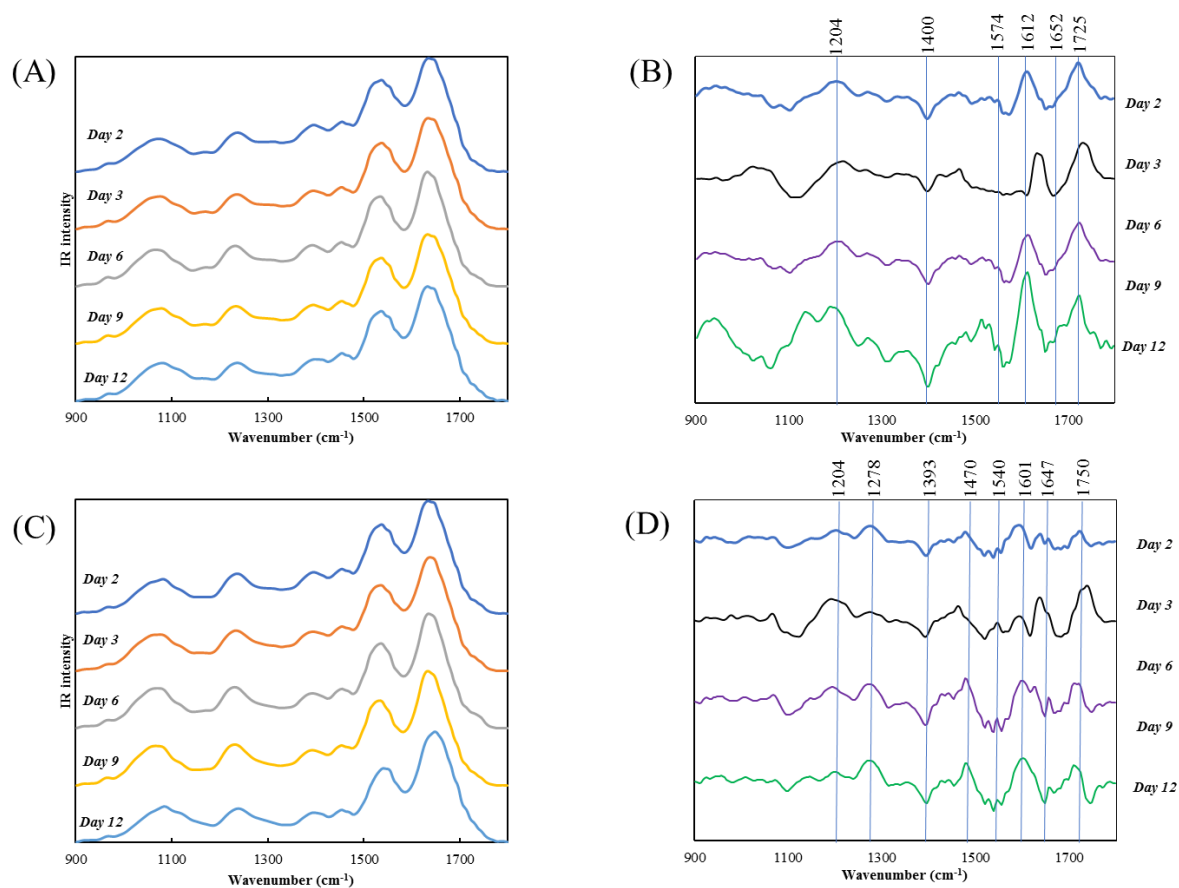 (A)
Day 2
Day 3
Day 6
Day 9
Day 12
IR intensity
900 1100 1300 1500 1700
Wavenumber (cm-1)
(B)
1204 1400 1574 1612 1652 1725
Day 2
Day 3
Day 6
Day 9
Day 12
900 1100 1300 1500 1700
Wavenumber (cm-1)
(C)
Day 2
Day 3
Day 6
Day 9
Day 12
IR intensity
900 1100 1300 1500 1700
Wavenumber (cm-1)
(D)
1204 1278 1393 1470 1540 1601 1647 1750
Day 2
Day 3
Day 6
Day 9
Day 12
900 1100 1300 1500 1700
Wavenumber (cm-1)